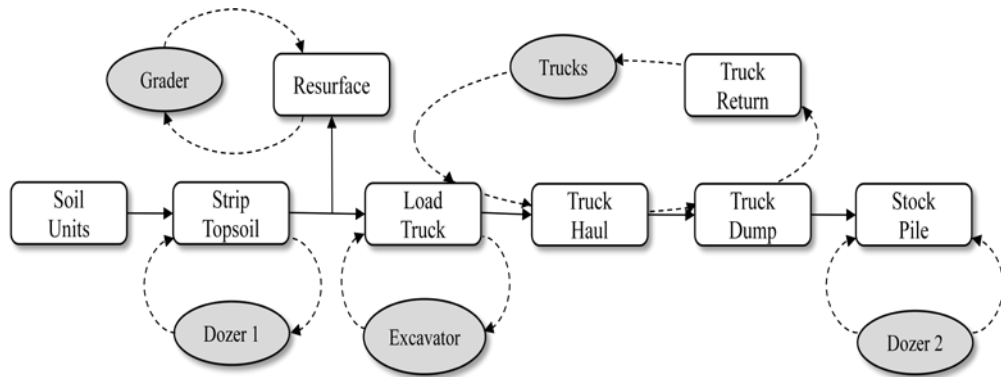 Grader
Resurface
Trucks
Truck
Return
Soil
Units
Strip
Topsoil
Load
Truck
Truck
Haul
Truck
Dump
Stock
Pile
Dozer 1
Excavator
Dozer 2